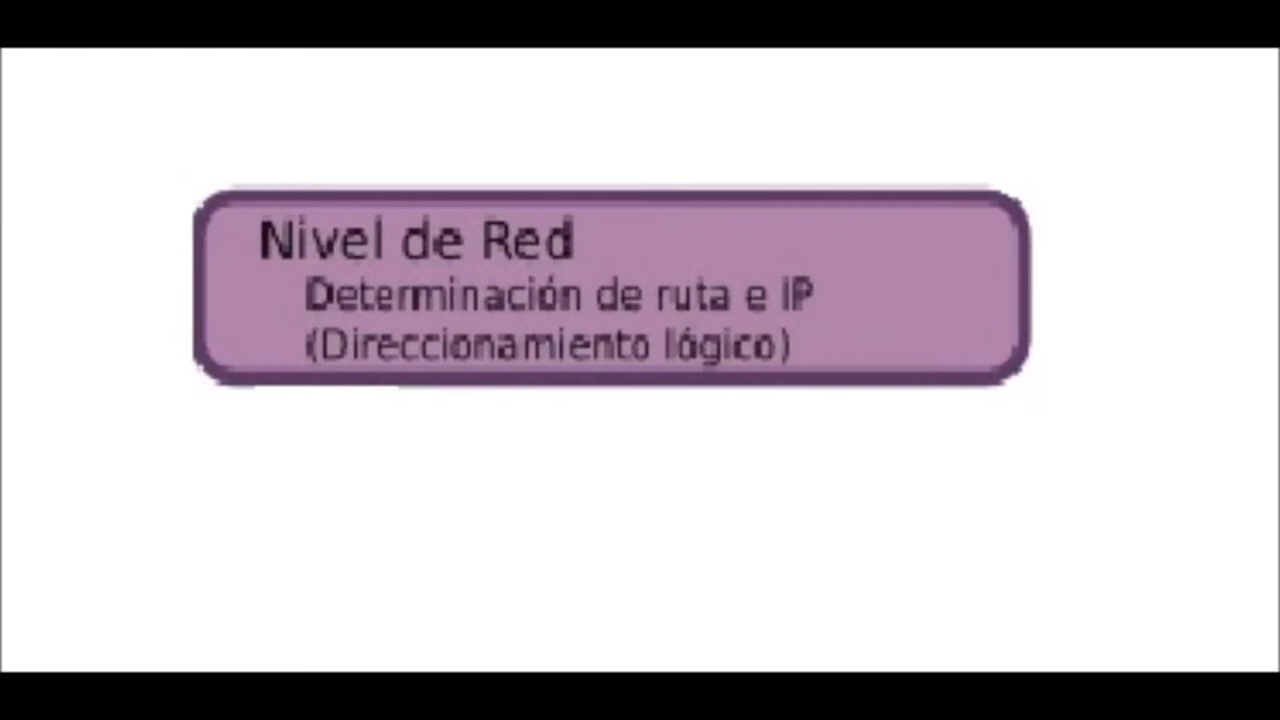 Nivel de Red
Determinación de ruta e IP
(Direccionamiento lógico)